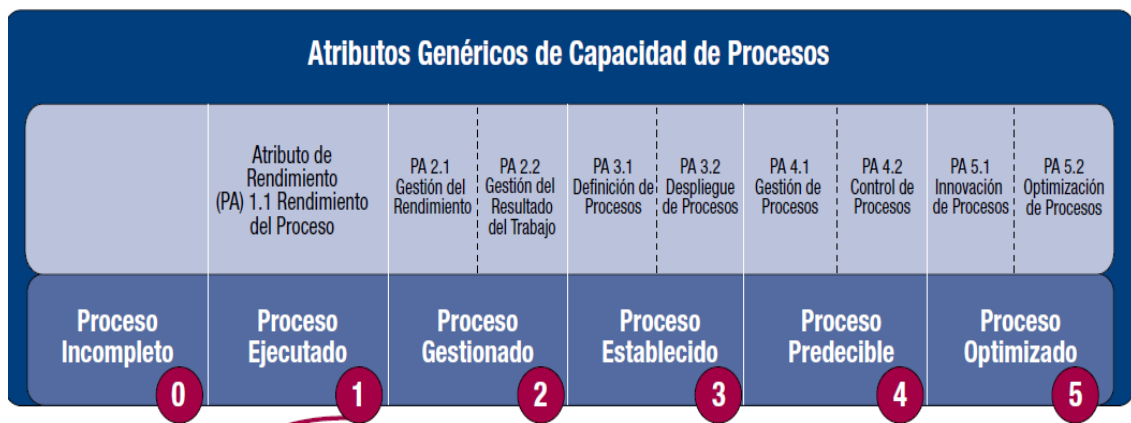 Atributos Genéricos de Capacidad de Procesos
Atributo de
Rendimiento
(PA) 1.1 Rendimiento
del Proceso
PA 2.1
Gestión del
Rendimiento
PA 2.2
Gestión del
Resultado
del Trabajo
PA 3.1
Definición de
Procesos
PA 3.2
Despliegue
de Procesos
PA 4.1
Gestión de
Procesos
PA 4.2
Control de
Procesos
PA 5.1
Innovación
de Procesos
PA 5.2
Optimización
de Procesos
Proceso
Incompleto
0
Proceso
Ejecutado
1
Proceso
Gestionado
2
Proceso
Establecido
3
Proceso
Predecible
4
Proceso
Optimizado
5